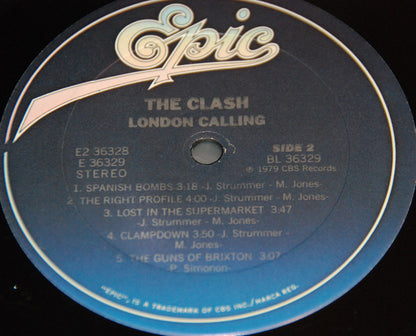 Epic
THE CLASH
LONDON CALLING
E2 36328
E 36329
STEREO
SIDE 2
BL 36329
℗ 1979 CBS Records
1. SPANISH BOMBS 3:18 -J. Strummer - M. Jones-
2. THE RIGHT PROFILE 4:00 -J. Strummer - M. Jones-
3. LOST IN THE SUPERMARKET 3:47
-J. Strummer - M. Jones-
4. CLAMPDOWN 3:50 -J. Strummer -
M. Jones-
5. THE GUNS OF BRIXTON 3:07
P. Simonon-
"EPIC", IS A TRADEMARK OF CBS INC./MARCA REG.